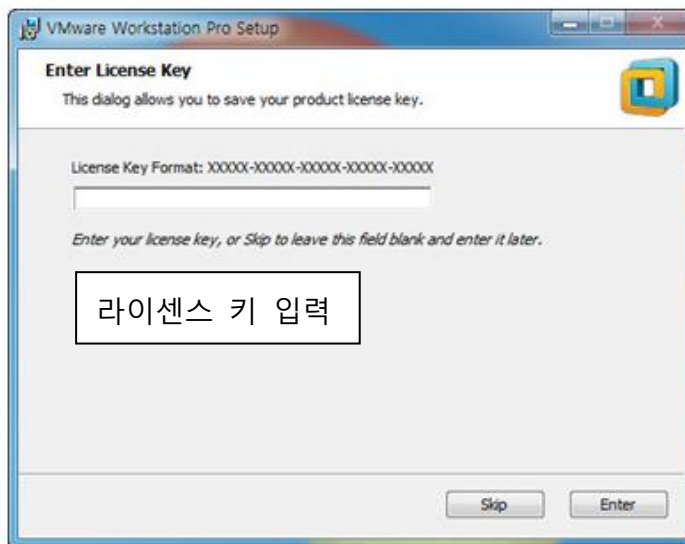 VMware Workstation Pro Setup
Enter License Key
This dialog allows you to save your product license key.
License Key Format: XXXXX-XXXXX-XXXXX-XXXXX-XXXXX
Enter your license key, or Skip to leave this field blank and enter it later.
라이센스 키 입력
Skip Enter